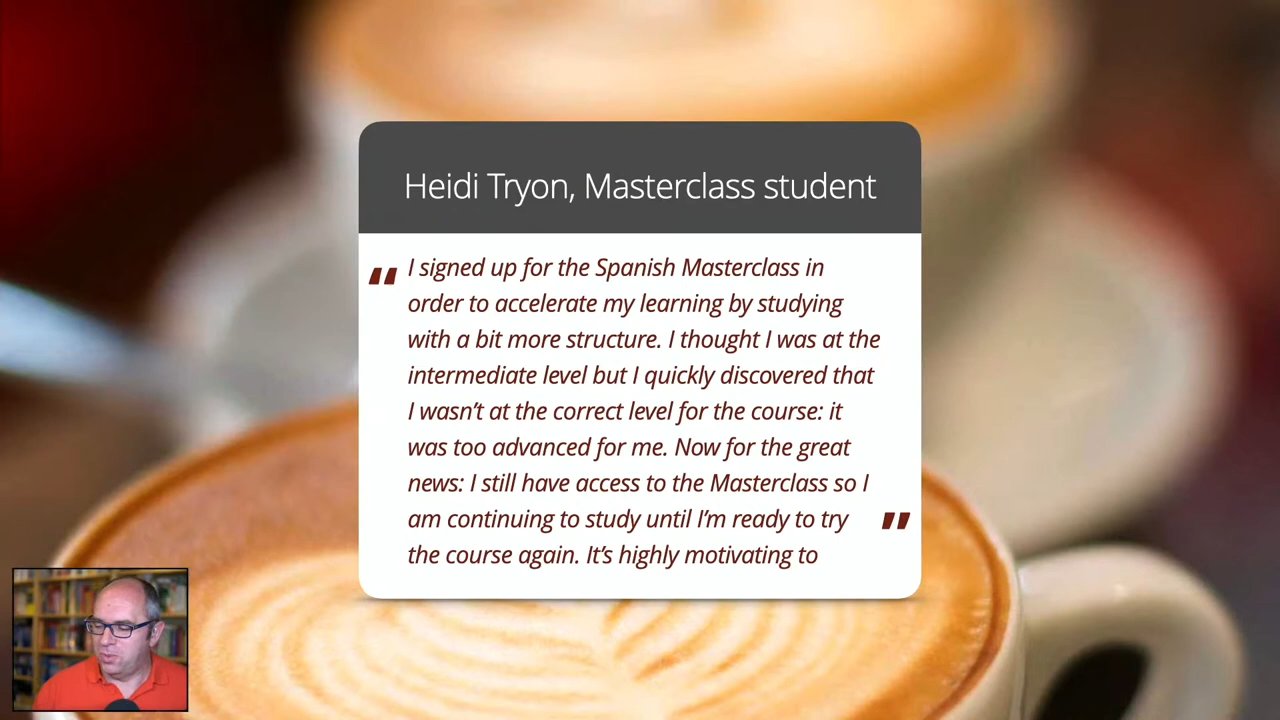 Heidi Tryon, Masterclass student
“ I signed up for the Spanish Masterclass in
order to accelerate my learning by studying
with a bit more structure. I thought I was at the
intermediate level but I quickly discovered that
I wasn’t at the correct level for the course: it
was too advanced for me. Now for the great
news: I still have access to the Masterclass so I
am continuing to study until I’m ready to try ”
the course again. It’s highly motivating to